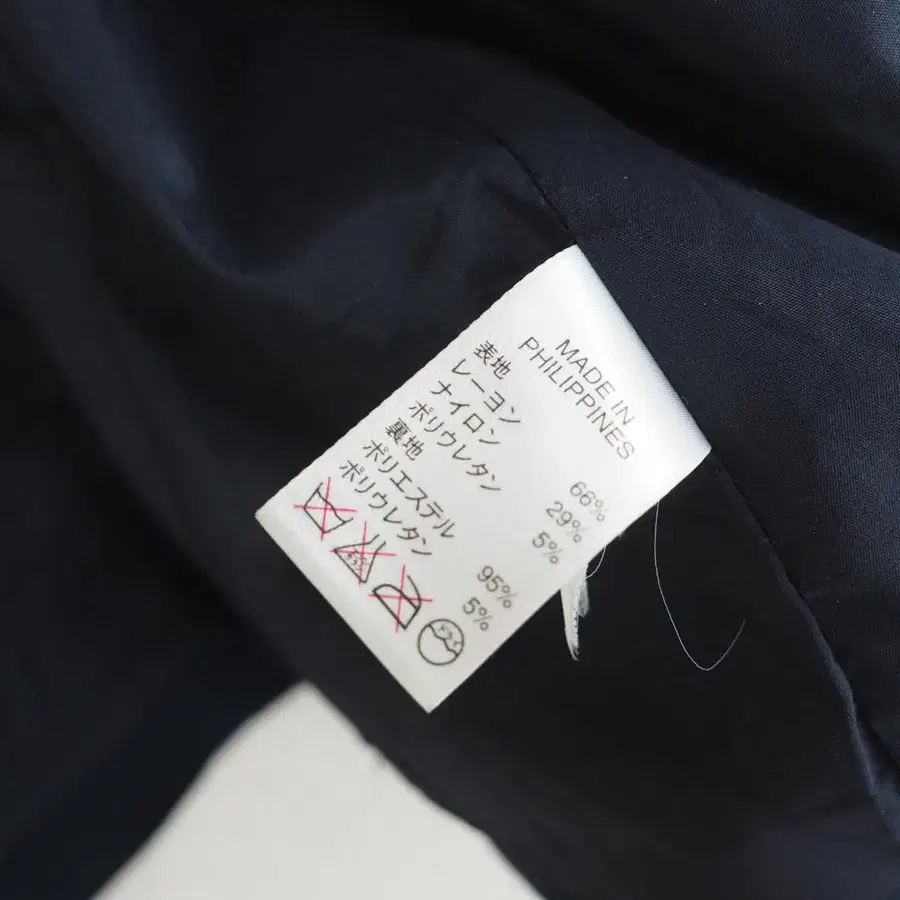 MADE IN
PHILIPPINES
表地
レーヨン 66%
ナイロン 29%
ポリウレタン 5%
裏地
ポリエステル 95%
ポリウレタン 5%